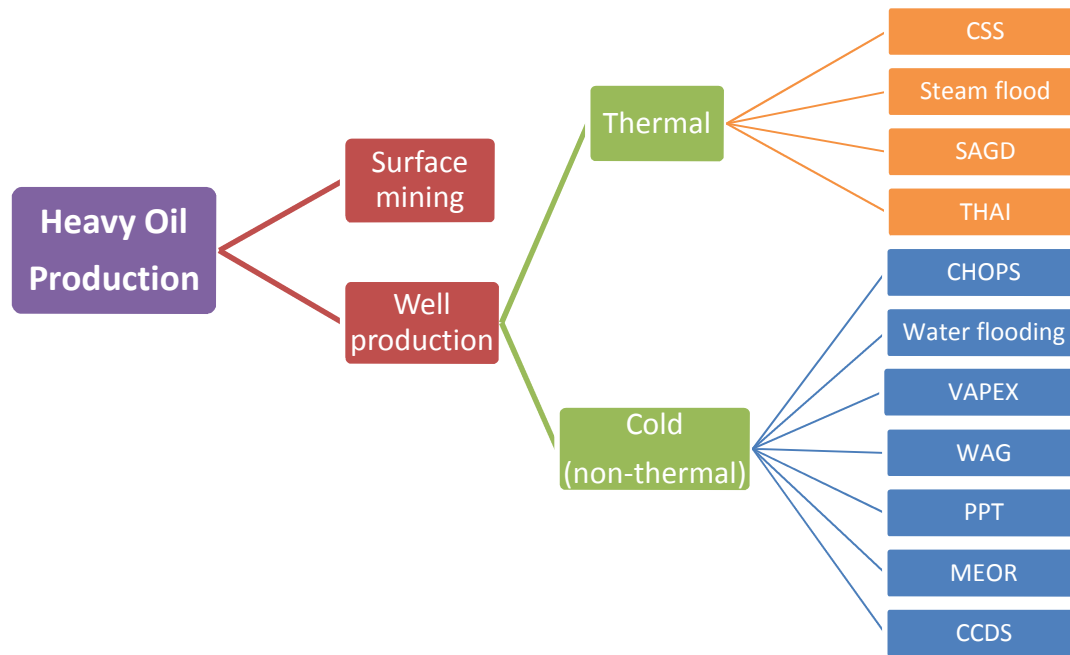 Heavy Oil
Production
Surface
mining
Well
production
Thermal
Cold
(non-thermal)
CSS
Steam flood
SAGD
THAI
CHOPS
Water flooding
VAPEX
WAG
PPT
MEOR
CCDS